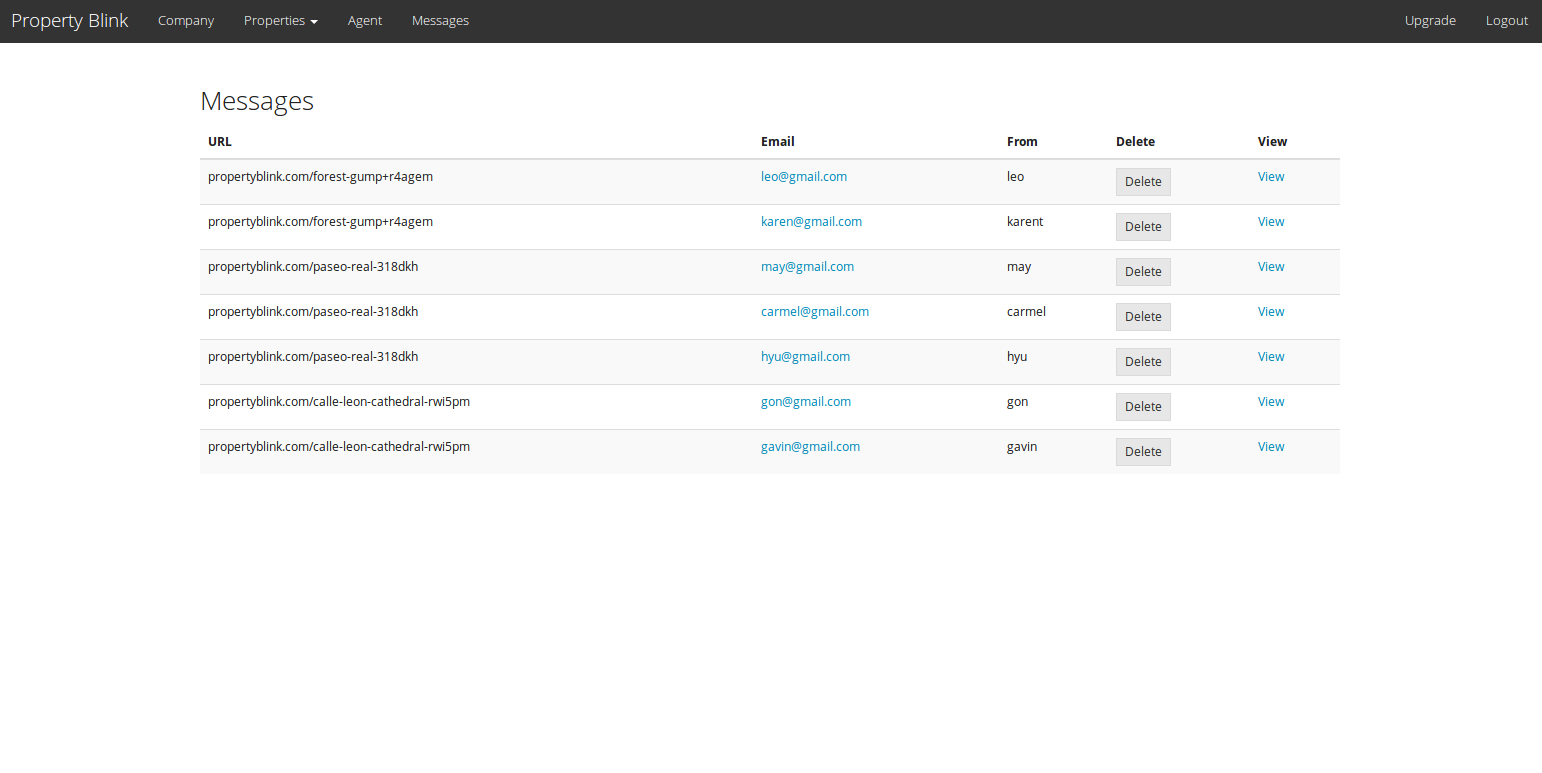 Property Blink Company Properties Agent Messages Upgrade Logout
Messages
URL Email From Delete View
propertyblink.com/forest-gump+r4agem leo@gmail.com leo Delete View
propertyblink.com/forest-gump+r4agem karen@gmail.com karent Delete View
propertyblink.com/paseo-real-318dkh may@gmail.com may Delete View
propertyblink.com/paseo-real-318dkh carmel@gmail.com carmel Delete View
propertyblink.com/paseo-real-318dkh hyu@gmail.com hyu Delete View
propertyblink.com/calle-leon-cathedral-rwi5pm gon@gmail.com gon Delete View
propertyblink.com/calle-leon-cathedral-rwi5pm gavin@gmail.com gavin Delete View